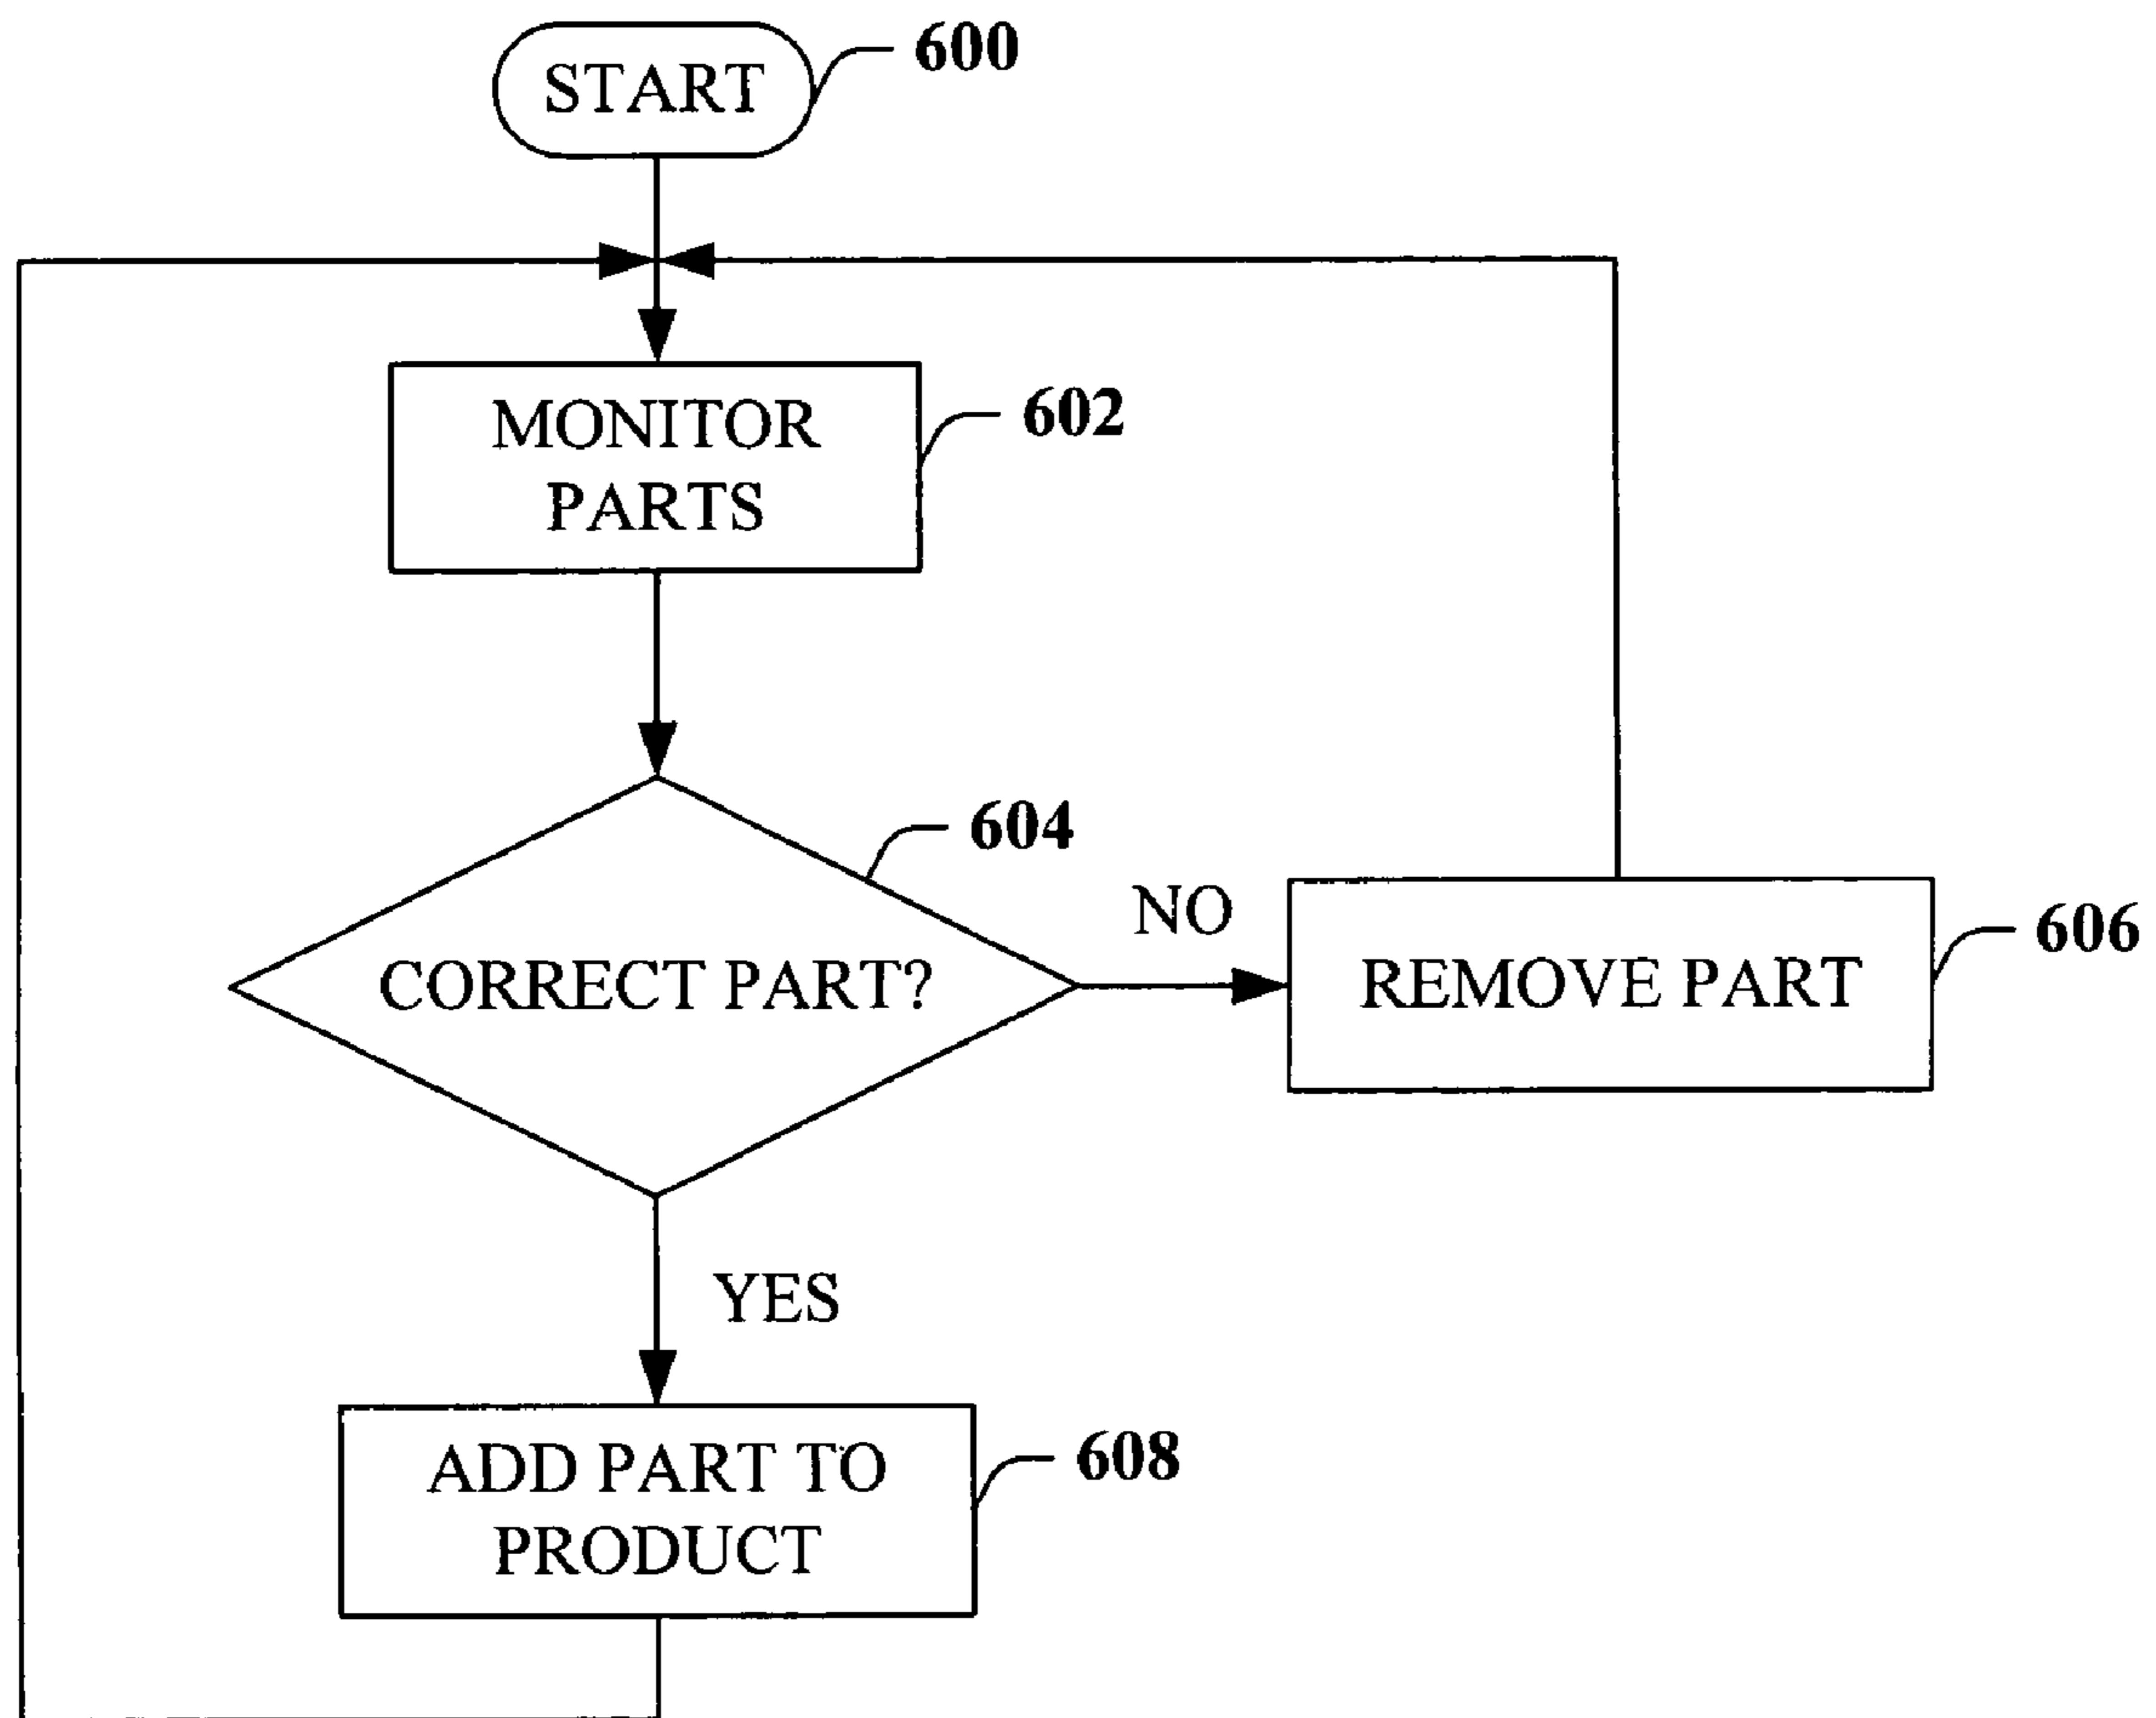 START
600
MONITOR
PARTS
602
604
CORRECT PART?
NO
REMOVE PART
606
YES
ADD PART TO
PRODUCT
608